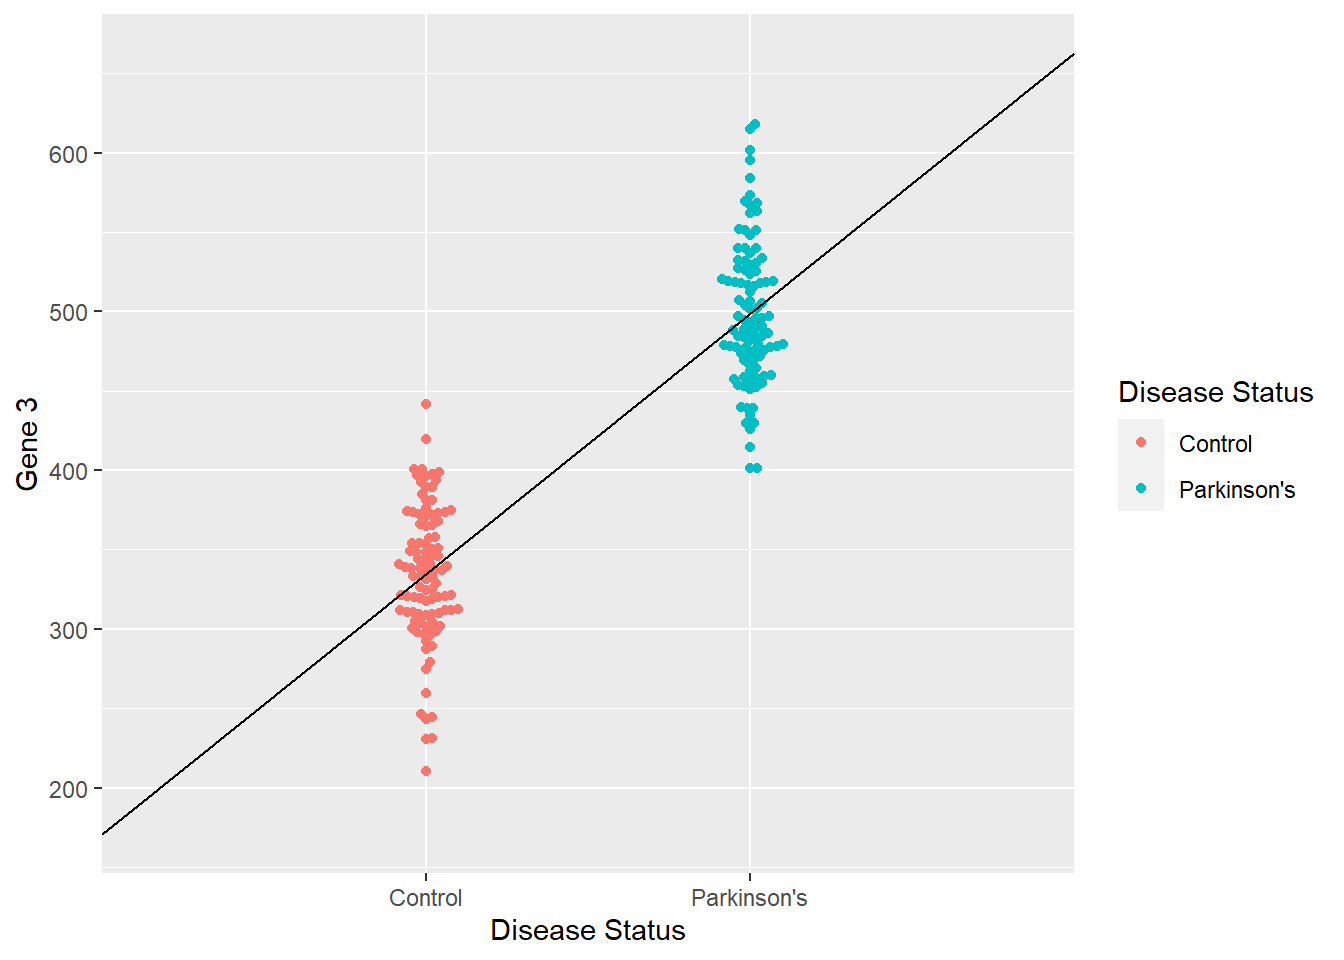 600
500
400
300
200
Gene 3
Control
Parkinson's
Disease Status
Disease Status
Control
Parkinson's